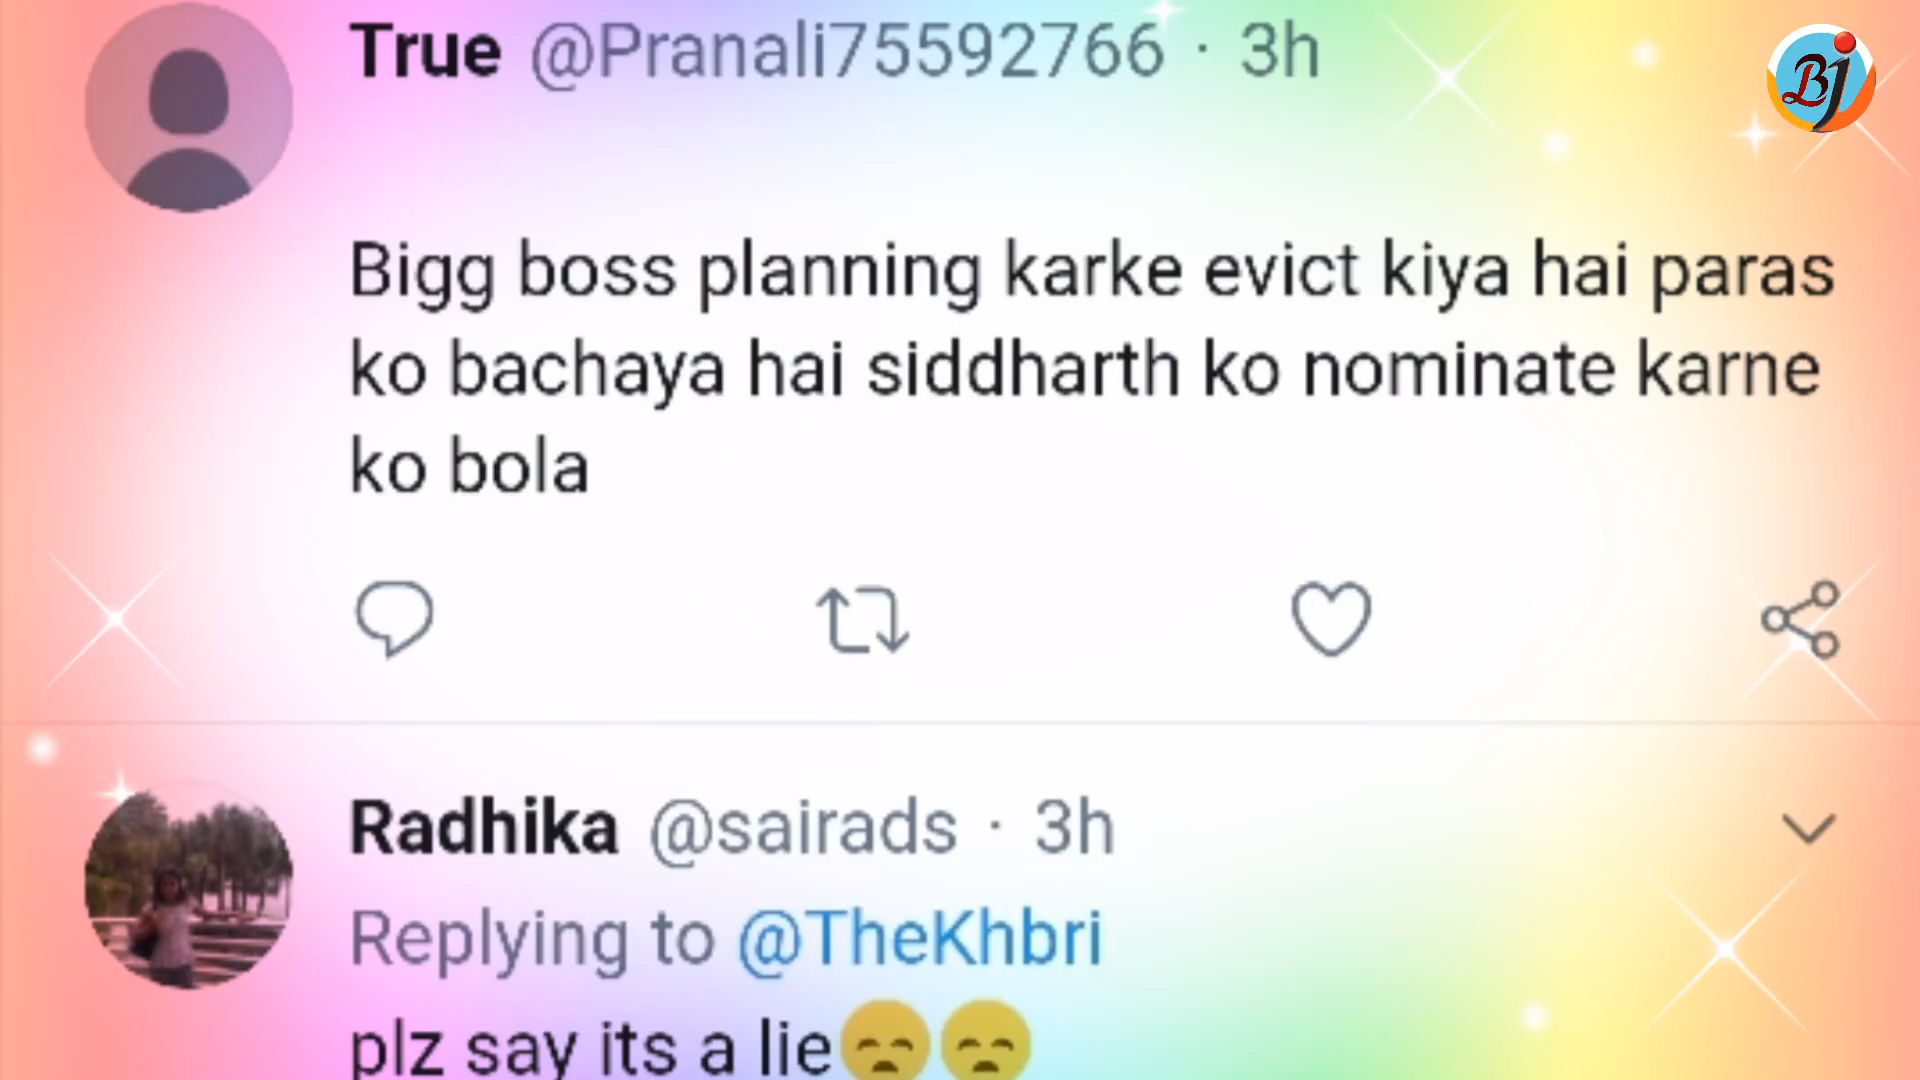 True @Pranali75592766 · 3h
Bj
Bigg boss planning karke evict kiya hai paras
ko bachaya hai siddharth ko nominate karne
ko bola
Radhika @sairads · 3h
Replying to @TheKhbri
plz say its a lie😞😞